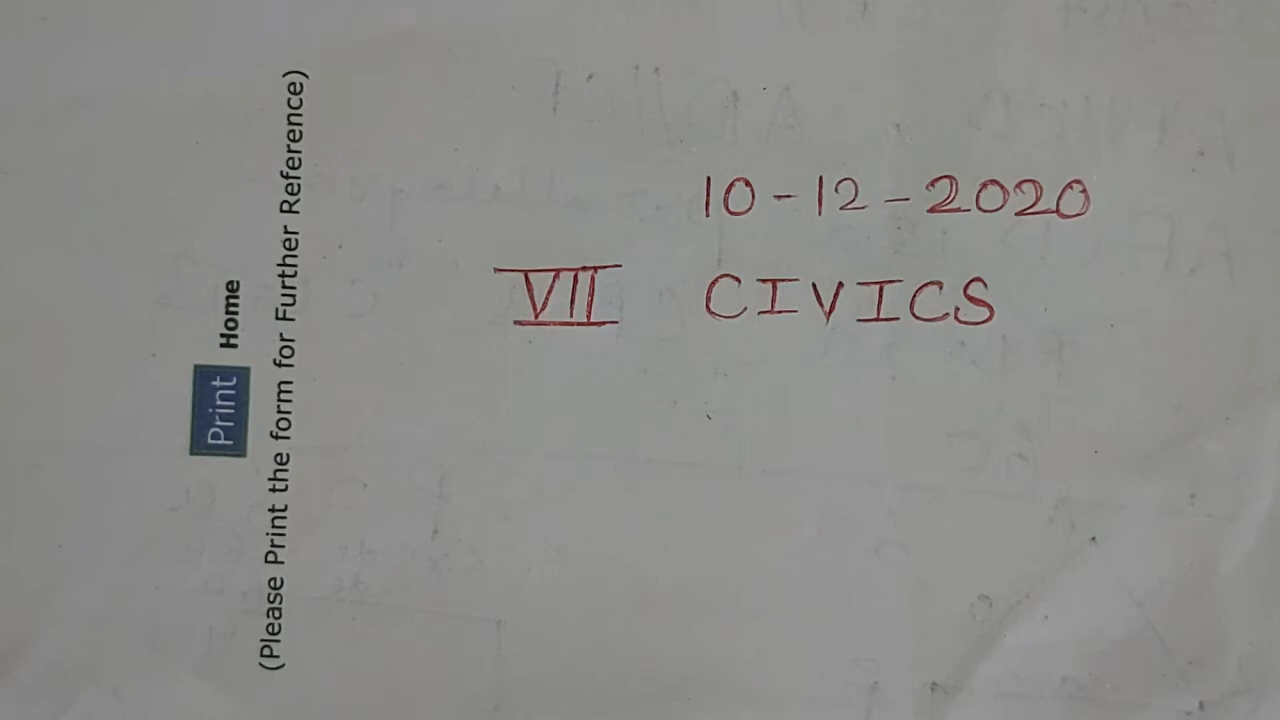 10-12-2020
VII CIVICS
Print Home
(Please Print the form for Further Reference)